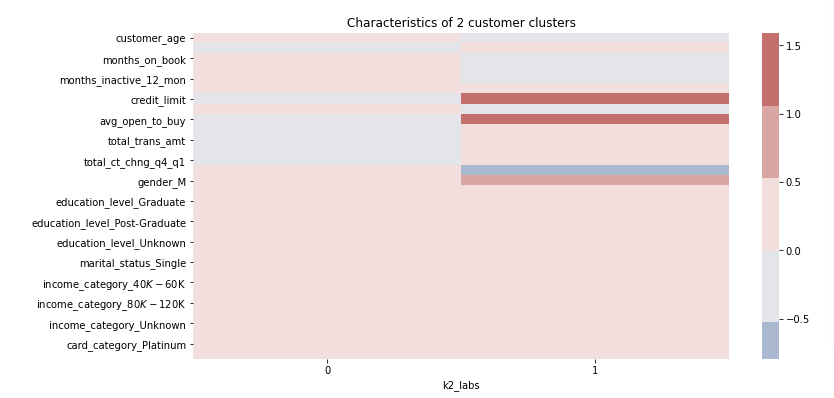 Characteristics of 2 customer clusters
customer_age
months_on_book
months_inactive_12_mon
credit_limit
avg_open_to_buy
total_trans_amt
total_ct_chng_q4_q1
gender_M
education_level_Graduate
education_level_Post-Graduate
education_level_Unknown
marital_status_Single
income_category_40K − 60K
income_category_80K − 120K
income_category_Unknown
card_category_Platinum
0
1
k2_labs
1.5
1.0
0.5
0.0
−0.5